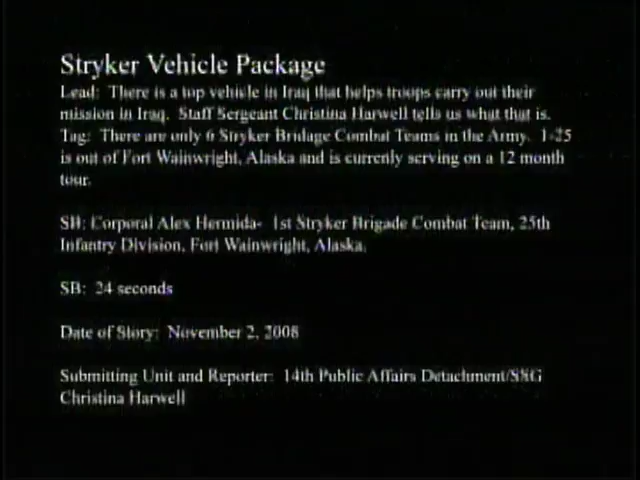 Stryker Vehicle Package
Lead: There is a top vehicle in Iraq that helps troops carry out their
mission in Iraq. Staff Sergeant Christina Harwell tells us what that is.
Tag: There are only 6 Stryker Bridage Combat Teams in the Army. 1-25
is out of Fort Wainwright, Alaska and is currenly serving on a 12 month
tour.
SB: Corporal Alex Hermida- 1st Stryker Brigade Combat Team, 25th
Infantry Division, Fort Wainwright, Alaska.
SB: 24 seconds
Date of Story: November 2, 2008
Submitting Unit and Reporter: 14th Public Affairs Detachment/SSG
Christina Harwell